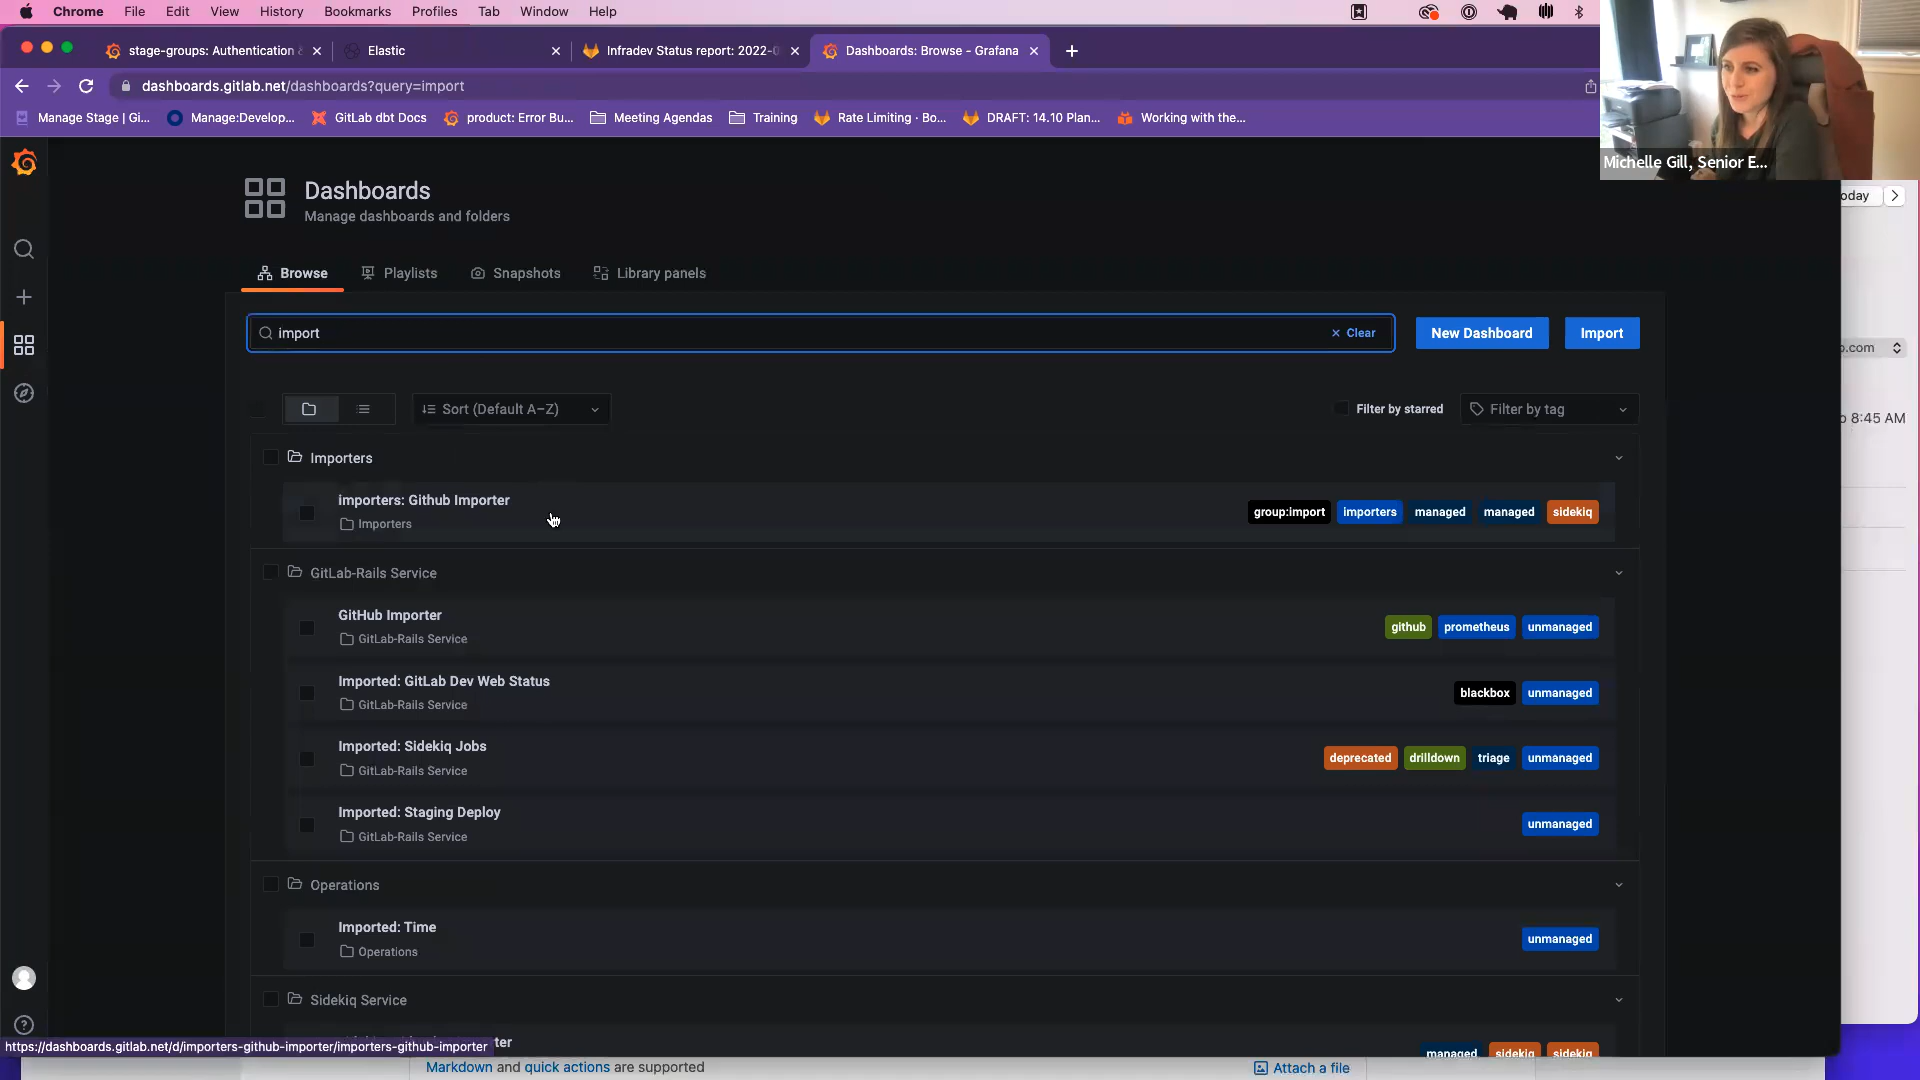 Chrome File Edit View History Bookmarks Profiles Tab Window Help
stage-groups: Authentication
Elastic
Infradev Status report: 2022-0
Dashboards: Browse - Grafana
dashboards.gitlab.net/dashboards?query=import
Manage Stage | Gi...
Manage:Develop...
GitLab dbt Docs
product: Error Bu...
Meeting Agendas
Training
Rate Limiting · Bo...
DRAFT: 14.10 Plan...
Working with the...
Michelle Gill, Senior E...
oday
Dashboards
Manage dashboards and folders
Browse
Playlists
Snapshots
Library panels
import
Clear
New Dashboard
Import
.com
Sort (Default A–Z)
Filter by starred
Filter by tag
8:45 AM
Importers
importers: Github Importer
Importers
group:import importers managed managed sidekiq
GitLab-Rails Service
GitHub Importer
GitLab-Rails Service
github prometheus unmanaged
Imported: GitLab Dev Web Status
GitLab-Rails Service
blackbox unmanaged
Imported: Sidekiq Jobs
GitLab-Rails Service
deprecated drilldown triage unmanaged
Imported: Staging Deploy
GitLab-Rails Service
unmanaged
Operations
Imported: Time
Operations
unmanaged
Sidekiq Service
ter
managed sidekiq sidekiq
https://dashboards.gitlab.net/d/importers-github-importer/importers-github-importer
Markdown and quick actions are supported
Attach a file